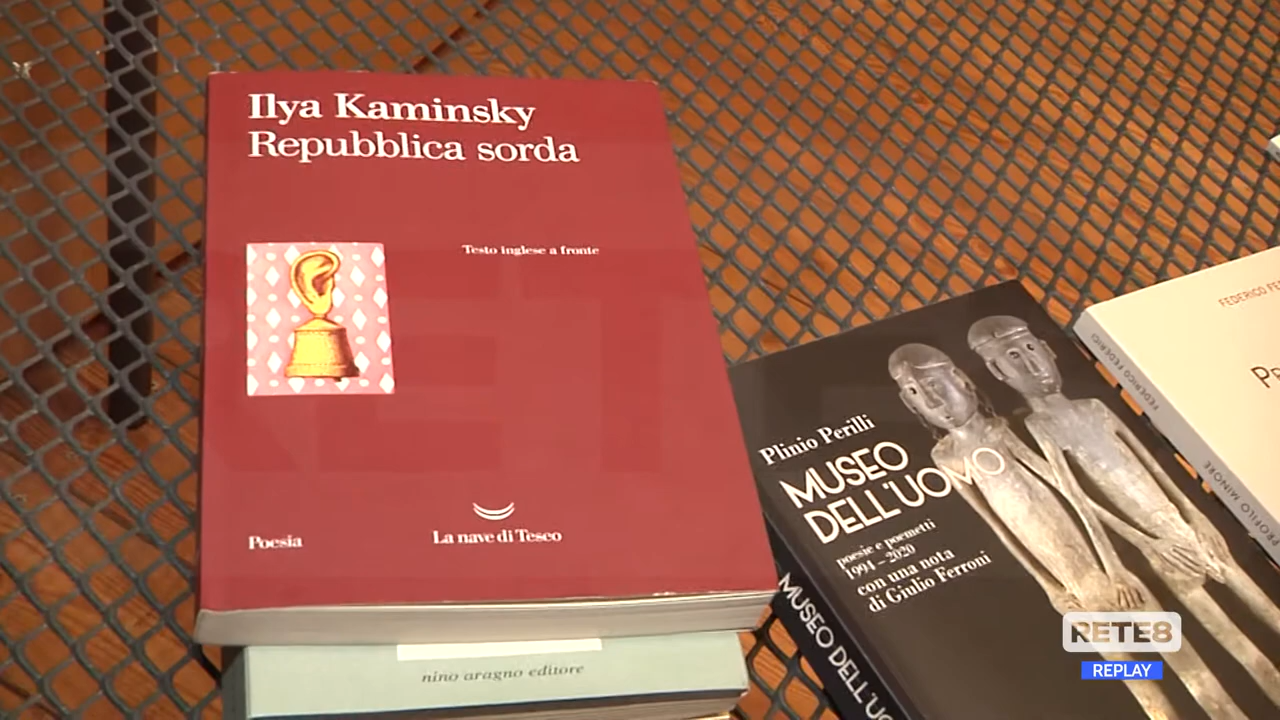 Ilya Kaminsky
Repubblica sorda
Testo inglese a fronte
Poesia
La nave di Teseo
nino aragno editore
Plinio Perilli
MUSEO
DELL'UOMO
poesie e poemetti
1994 - 2020
con una nota
di Giulio Ferroni
MUSEO DELL'UO
FEDERICO FE
FEDERICO FEDERICI
PROFILO MINORE
RETE8
REPLAY